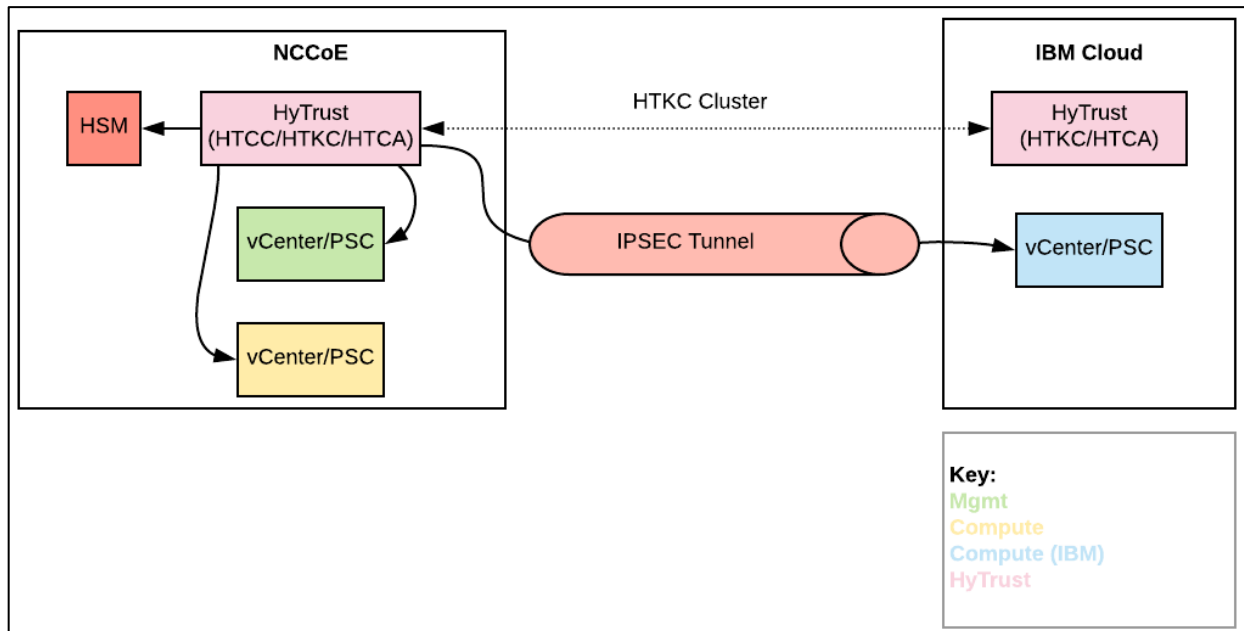 NCCoE
IBM Cloud
HSM
HyTrust
(HTCC/HTKC/HTCA)
HTKC Cluster
HyTrust
(HTKC/HTCA)
vCenter/PSC
IPSEC Tunnel
vCenter/PSC
vCenter/PSC
Key:
Mgmt
Compute
Compute (IBM)
HyTrust